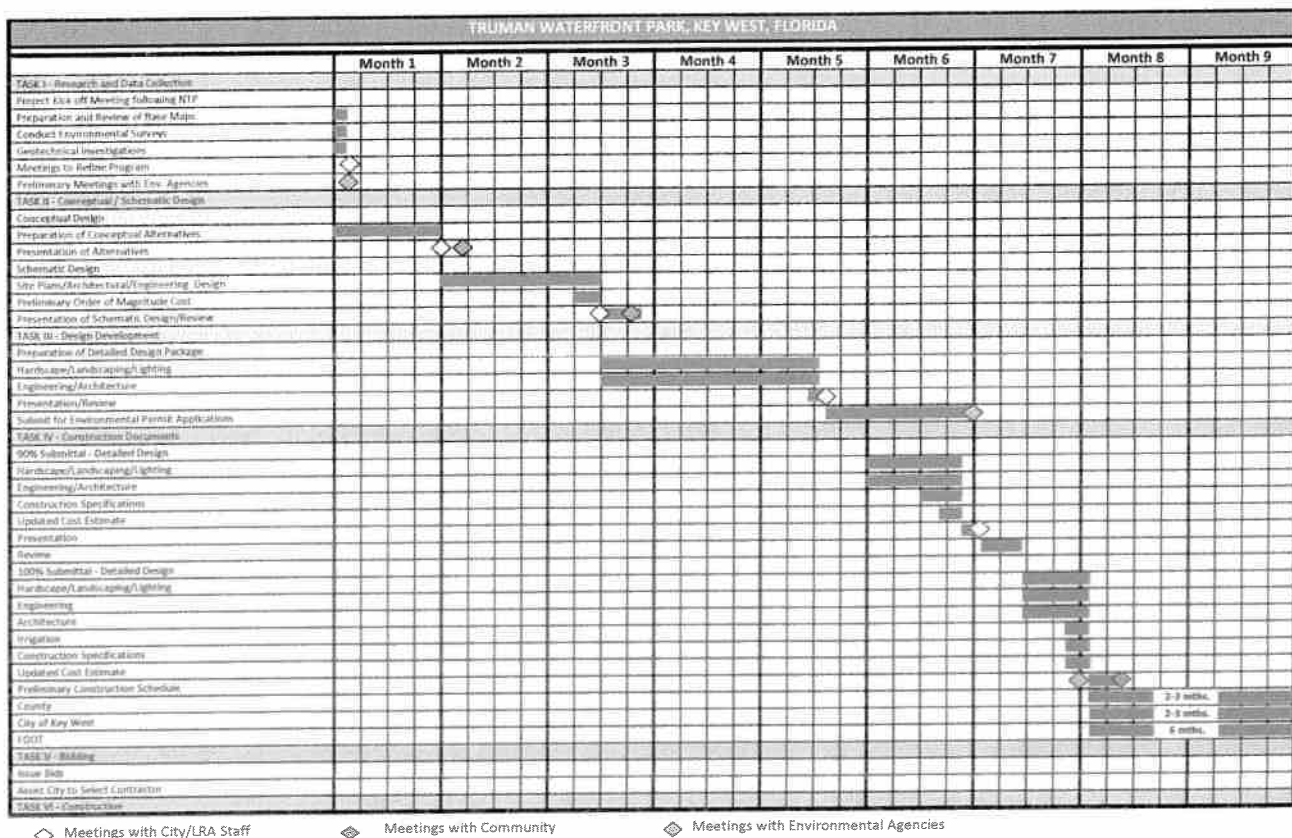 TRUMAN WATERFRONT PARK, KEY WEST, FLORIDA
Month 1 Month 2 Month 3 Month 4 Month 5 Month 6 Month 7 Month 8 Month 9
TASK I - Research and Data Collection
Project Kick off Meeting following NTP
Preparation and Review of Base Maps
Conduct Environmental Surveys
Geotechnical Investigations
Meetings to Refine Program
Preliminary Meetings with Env. Agencies
TASK II - Conceptual / Schematic Design
Conceptual Design
Preparation of Conceptual Alternatives
Presentation of Alternatives
Schematic Design
Site Plans/Architectural/Engineering Design
Preliminary Order of Magnitude Cost
Presentation of Schematic Design/Review
TASK III - Design Development
Preparation of Detailed Design Package
Hardscape/Landscaping/Lighting
Engineering/Architecture
Presentation/Review
Submit for Environmental Permit Applications
TASK IV - Construction Documents
90% Submittal - Detailed Design
Hardscape/Landscaping/Lighting
Engineering/Architecture
Construction Specifications
Updated Cost Estimate
Presentation
Review
100% Submittal - Detailed Design
Hardscape/Landscaping/Lighting
Engineering
Architecture
Irrigation
Construction Specifications
Updated Cost Estimate
Preliminary Construction Schedule
County 2-3 mths.
City of Key West 2-3 mths.
FDOT 6 mths.
TASK V - Bidding
Issue Bids
Assist City to Select Contractor
TASK VI - Construction
Meetings with City/LRA Staff Meetings with Community Meetings with Environmental Agencies